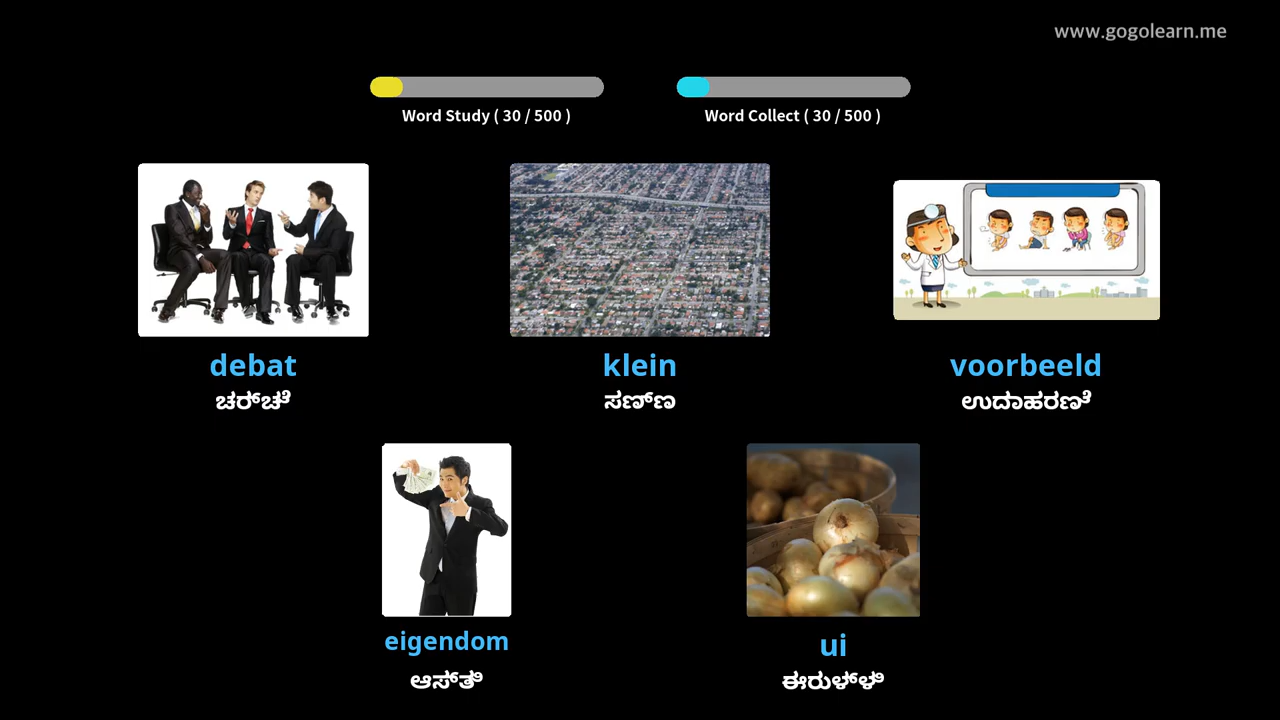 www.gogolearn.me
Word Study ( 30 / 500 )
Word Collect ( 30 / 500 )
debat
klein
voorbeeld
ಚರ್ಚೆ
ಸಣ್ಣ
ಉದಾಹರಣೆ
eigendom
ui
ಆಸ್ತಿ
ಈರುಳ್ಳಿ